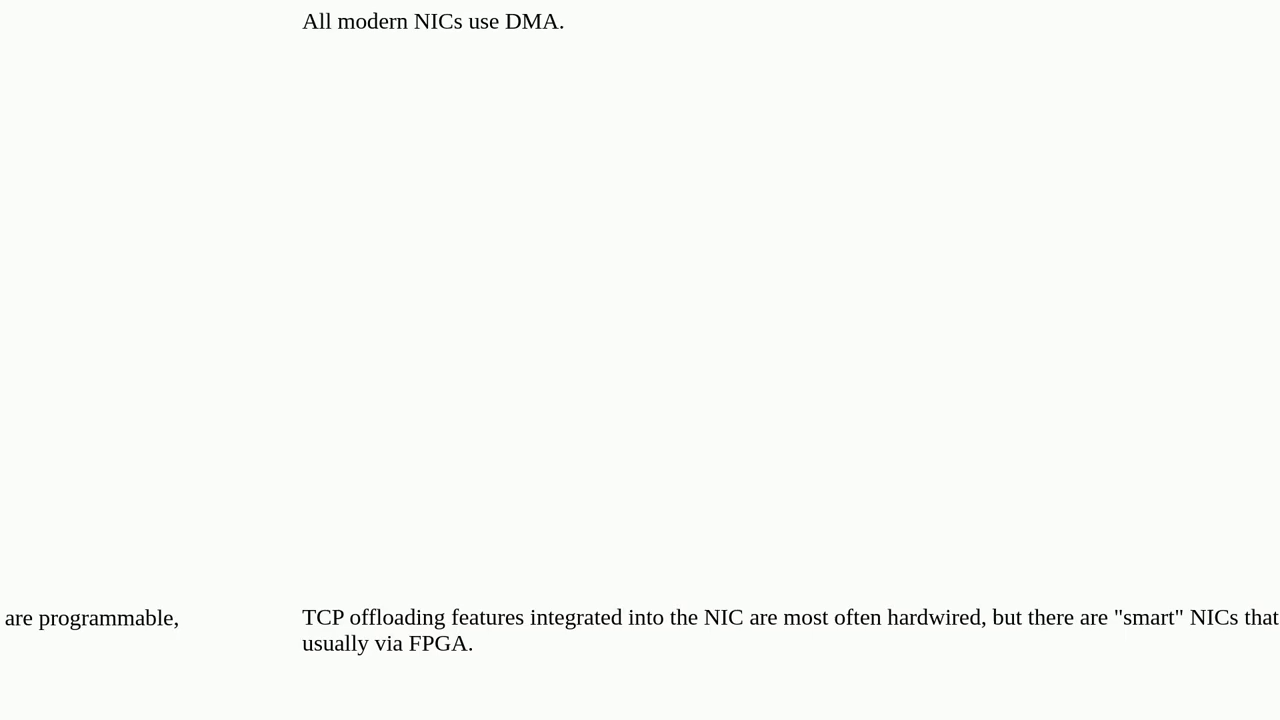 All modern NICs use DMA.
TCP offloading features integrated into the NIC are most often hardwired, but there are "smart" NICs that
are programmable,
usually via FPGA.